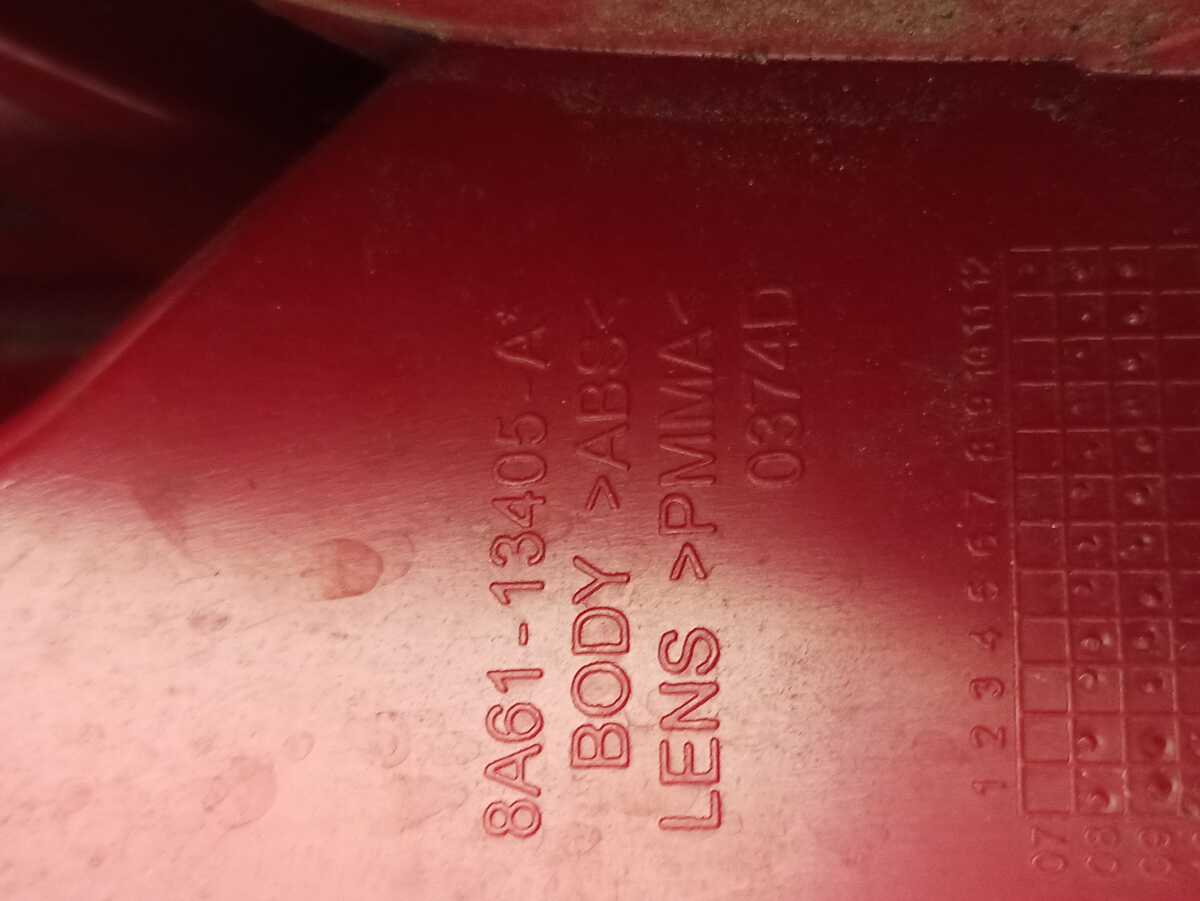 8A61-13405-A*
BODY >ABS<
LENS >PMMA<
0374D
1 2 3 4 5 6 7 8 9 10 11 12
07
08
09